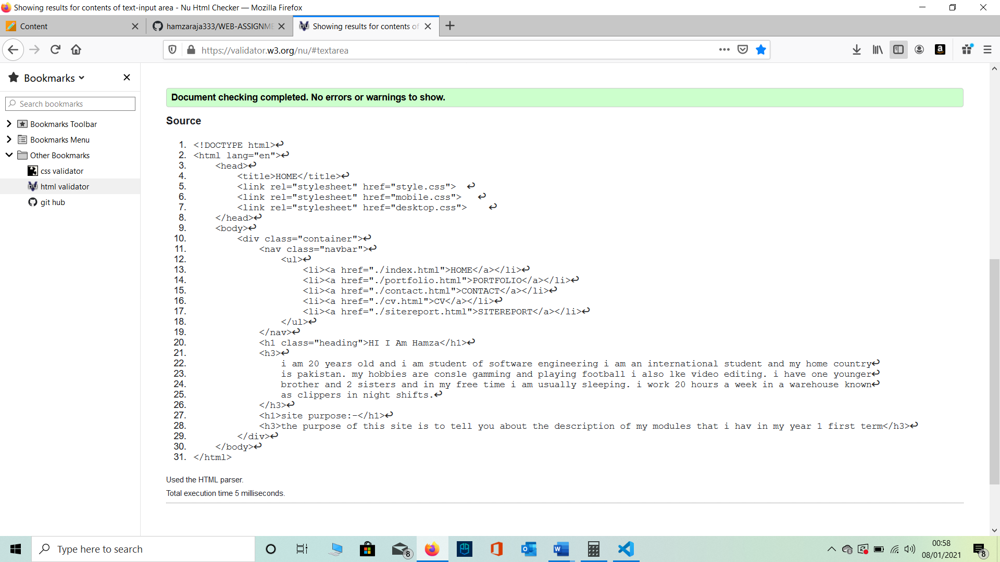 Showing results for contents of text-input area - Nu Html Checker — Mozilla Firefox
Content
hamzaraja333/WEB-ASSIGNME
Showing results for contents of
https://validator.w3.org/nu/#textarea
Bookmarks
Search bookmarks
Bookmarks Toolbar
Bookmarks Menu
Other Bookmarks
css validator
html validator
git hub
Document checking completed. No errors or warnings to show.
Source
1. <!DOCTYPE html>↩
2. <html lang="en">↩
3.     <head>↩
4.         <title>HOME</title>↩
5.         <link rel="stylesheet" href="style.css">  ↩
6.         <link rel="stylesheet" href="mobile.css">   ↩
7.         <link rel="stylesheet" href="desktop.css">    ↩
8.     </head>↩
9.     <body>↩
10.         <div class="container">↩
11.             <nav class="navbar">↩
12.                 <ul>↩
13.                     <li><a href="./index.html">HOME</a></li>↩
14.                     <li><a href="./portfolio.html">PORTFOLIO</a></li>↩
15.                     <li><a href="./contact.html">CONTACT</a></li>↩
16.                     <li><a href="./cv.html">CV</a></li>↩
17.                     <li><a href="./sitereport.html">SITEREPORT</a></li>↩
18.                 </ul>↩
19.             </nav>↩
20.             <h1 class="heading">HI I Am Hamza</h1>↩
21.             <h3>↩
22.                 i am 20 years old and i am student of software engineering i am an international student and my home country↩
23.                 is pakistan. my hobbies are consle gamming and playing football i also lke video editing. i have one younger↩
24.                 brother and 2 sisters and in my free time i am usually sleeping. i work 20 hours a week in a warehouse known↩
25.                 as clippers in night shifts.↩
26.             </h3>↩
27.             <h1>site purpose:-</h1>↩
28.             <h3>the purpose of this site is to tell you about the description of my modules that i hav in my year 1 first term</h3>↩
29.         </div>↩
30.     </body>↩
31. </html>
Used the HTML parser.
Total execution time 5 milliseconds.
Type here to search
8
00:58
08/01/2021
8